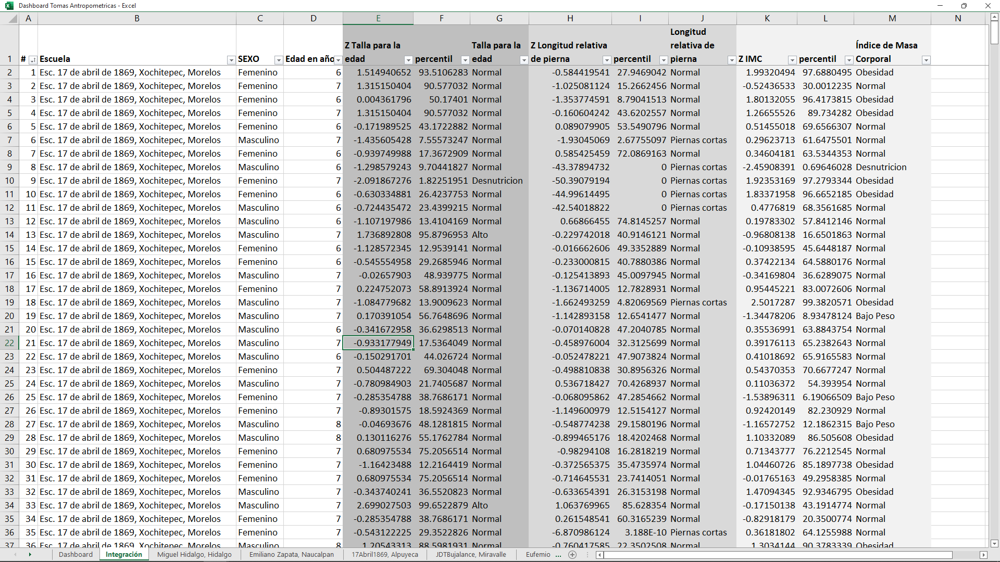 Dashboard Tomas Antropometricas - Excel
A B C D E F G H I J K L M N
1 # Escuela SEXO Edad en año Z Talla para la edad percentil Talla para la edad Z Longitud relativa de pierna percentil Longitud relativa de pierna Z IMC percentil Índice de Masa Corporal
2 1 Esc. 17 de abril de 1869, Xochitepec, Morelos Femenino 6 1.514940652 93.5106283 Normal -0.584419541 27.9469042 Normal 1.99320494 97.6880495 Obesidad
3 2 Esc. 17 de abril de 1869, Xochitepec, Morelos Femenino 7 1.315150404 90.577032 Normal -1.025081124 15.2662456 Normal -0.52436533 30.0012235 Normal
4 3 Esc. 17 de abril de 1869, Xochitepec, Morelos Femenino 6 0.004361796 50.17401 Normal -1.353774591 8.79041513 Normal 1.80132055 96.4173815 Obesidad
5 4 Esc. 17 de abril de 1869, Xochitepec, Morelos Femenino 7 1.315150404 90.577032 Normal -0.160604242 43.6202557 Normal 1.26655526 89.734282 Obesidad
6 5 Esc. 17 de abril de 1869, Xochitepec, Morelos Femenino 6 -0.171989525 43.1722882 Normal 0.089079905 53.5490796 Normal 0.51455018 69.6566307 Normal
7 6 Esc. 17 de abril de 1869, Xochitepec, Morelos Masculino 7 -1.435605428 7.55573247 Normal -1.93045069 2.67755097 Piernas cortas 0.29623713 61.6475501 Normal
8 7 Esc. 17 de abril de 1869, Xochitepec, Morelos Femenino 6 -0.939749988 17.3672909 Normal 0.585425459 72.0869163 Normal 0.34604181 63.5344353 Normal
9 8 Esc. 17 de abril de 1869, Xochitepec, Morelos Masculino 6 -1.298579243 9.70441827 Normal -43.37894732 0 Piernas cortas -2.45908391 0.69646028 Desnutricion
10 9 Esc. 17 de abril de 1869, Xochitepec, Morelos Femenino 7 -2.091867276 1.82251951 Desnutricion -50.39079194 0 Piernas cortas 1.92353169 97.2793344 Obesidad
11 10 Esc. 17 de abril de 1869, Xochitepec, Morelos Femenino 6 -0.630334881 26.4237753 Normal -44.99614495 0 Piernas cortas 1.83371958 96.6652185 Obesidad
12 11 Esc. 17 de abril de 1869, Xochitepec, Morelos Masculino 6 -0.724435472 23.4399215 Normal -42.54018822 0 Piernas cortas 0.4776819 68.3561685 Normal
13 12 Esc. 17 de abril de 1869, Xochitepec, Morelos Masculino 6 -1.107197986 13.4104169 Normal 0.66866455 74.8145257 Normal 0.19783302 57.8412146 Normal
14 13 Esc. 17 de abril de 1869, Xochitepec, Morelos Masculino 7 1.736892808 95.8796953 Alto -0.229742018 40.9146121 Normal -0.96808138 16.6501863 Normal
15 14 Esc. 17 de abril de 1869, Xochitepec, Morelos Femenino 6 -1.128572345 12.9539141 Normal -0.016662606 49.3352889 Normal -0.10938595 45.6448187 Normal
16 15 Esc. 17 de abril de 1869, Xochitepec, Morelos Femenino 6 -0.545554958 29.2685946 Normal -0.233000815 40.7880386 Normal 0.37422134 64.5880176 Normal
17 16 Esc. 17 de abril de 1869, Xochitepec, Morelos Masculino 7 -0.02657903 48.939775 Normal -0.125413893 45.0097945 Normal -0.34169804 36.6289075 Normal
18 17 Esc. 17 de abril de 1869, Xochitepec, Morelos Femenino 7 0.224752073 58.8913924 Normal -1.136714005 12.7828931 Normal 0.95445221 83.0072606 Normal
19 18 Esc. 17 de abril de 1869, Xochitepec, Morelos Masculino 7 -1.084779682 13.9009623 Normal -1.662493259 4.82069569 Piernas cortas 2.5017287 99.3820571 Obesidad
20 19 Esc. 17 de abril de 1869, Xochitepec, Morelos Masculino 7 0.170391054 56.7648696 Normal -1.142893158 12.6541477 Normal -1.34478206 8.93478124 Bajo Peso
21 20 Esc. 17 de abril de 1869, Xochitepec, Morelos Masculino 6 -0.341672958 36.6298513 Normal -0.070140828 47.2040785 Normal 0.35536991 63.8843754 Normal
22 21 Esc. 17 de abril de 1869, Xochitepec, Morelos Masculino 7 -0.933177949 17.5364049 Normal -0.458976004 32.3125699 Normal 0.39176113 65.2382643 Normal
23 22 Esc. 17 de abril de 1869, Xochitepec, Morelos Masculino 6 -0.150291701 44.026724 Normal -0.052478221 47.9073824 Normal 0.41018692 65.9165583 Normal
24 23 Esc. 17 de abril de 1869, Xochitepec, Morelos Femenino 7 0.504487222 69.304048 Normal -0.498810838 30.8956326 Normal 0.54370353 70.6677247 Normal
25 24 Esc. 17 de abril de 1869, Xochitepec, Morelos Masculino 7 -0.780984903 21.7405687 Normal 0.536718427 70.4268937 Normal 0.11036372 54.393954 Normal
26 25 Esc. 17 de abril de 1869, Xochitepec, Morelos Femenino 7 -0.285354788 38.7686171 Normal -0.068095862 47.2854662 Normal -1.53896311 6.19066509 Bajo Peso
27 26 Esc. 17 de abril de 1869, Xochitepec, Morelos Femenino 7 -0.89301575 18.5924369 Normal -1.149600979 12.5154127 Normal 0.92420149 82.230929 Normal
28 27 Esc. 17 de abril de 1869, Xochitepec, Morelos Masculino 8 -0.04693676 48.1281815 Normal -0.548774238 29.1580196 Normal -1.16572752 12.1862315 Bajo Peso
29 28 Esc. 17 de abril de 1869, Xochitepec, Morelos Masculino 8 0.130116276 55.1762784 Normal -0.899465176 18.4202468 Normal 1.10332089 86.505608 Obesidad
30 29 Esc. 17 de abril de 1869, Xochitepec, Morelos Femenino 7 0.680975534 75.2056514 Normal -0.98294108 16.2818219 Normal 0.71343777 76.2212545 Normal
31 30 Esc. 17 de abril de 1869, Xochitepec, Morelos Femenino 7 -1.16423488 12.2164419 Normal -0.372565375 35.4735974 Normal 1.04460726 85.1897738 Obesidad
32 31 Esc. 17 de abril de 1869, Xochitepec, Morelos Femenino 7 0.680975534 75.2056514 Normal -0.714645531 23.7414051 Normal -0.01765163 49.2958385 Normal
33 32 Esc. 17 de abril de 1869, Xochitepec, Morelos Masculino 7 -0.343740241 36.5520823 Normal -0.633654391 26.3153198 Normal 1.47094345 92.9346795 Obesidad
34 33 Esc. 17 de abril de 1869, Xochitepec, Morelos Masculino 7 2.699027503 99.6522879 Alto 1.063769965 85.628354 Normal -0.17150138 43.1914774 Normal
35 34 Esc. 17 de abril de 1869, Xochitepec, Morelos Femenino 7 -0.285354788 38.7686171 Normal 0.261548541 60.3165239 Normal -0.82918179 20.3500774 Normal
36 35 Esc. 17 de abril de 1869, Xochitepec, Morelos Femenino 7 -0.543122225 29.3522826 Normal -6.870986124 3.188E-10 Piernas cortas 0.36181802 64.1255988 Normal
37 36 Esc. 17 de abril de 1869, Xochitepec, Morelos Masculino 8 1.20543313 88.5981931 Normal -0.760417585 22.3502508 Normal 1.3034144 90.3783339 Obesidad
Dashboard Integración Miguel Hidalgo, Hidalgo Emiliano Zapata, Naucalpan 17Abril1869, Alpuyeca JDTBujalance, Miravalle Eufemio ...